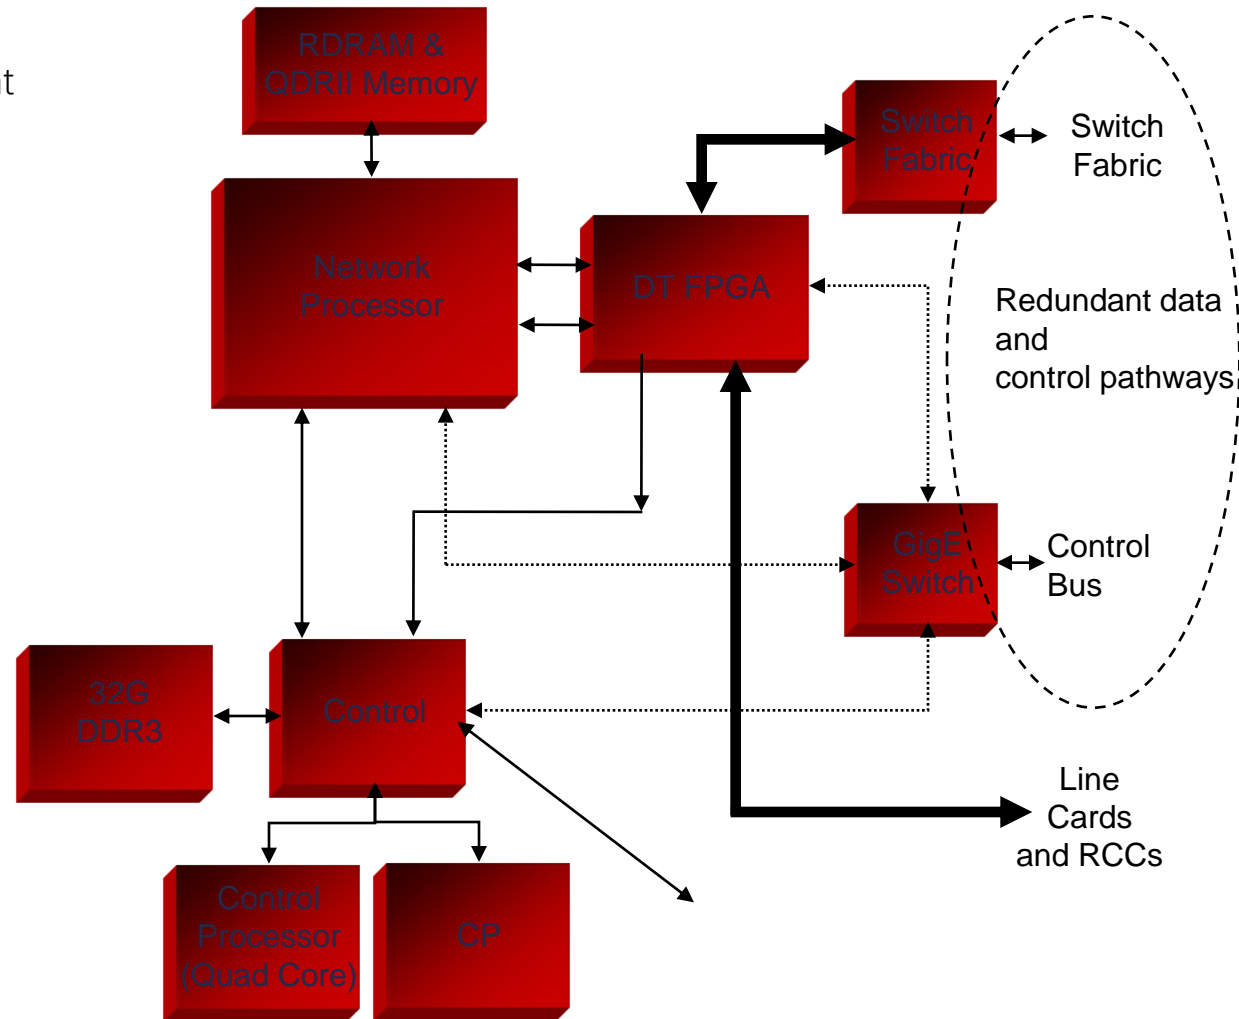 RDRAM &
QDRII Memory
Switch
Fabric
Switch
Fabric
Network
Processor
DT FPGA
Redundant data
and
control pathways
GigE
Switch
Control
Bus
32G
DDR3
Control
Line
Cards
and RCCs
Control
Processor
(Quad Core)
CP